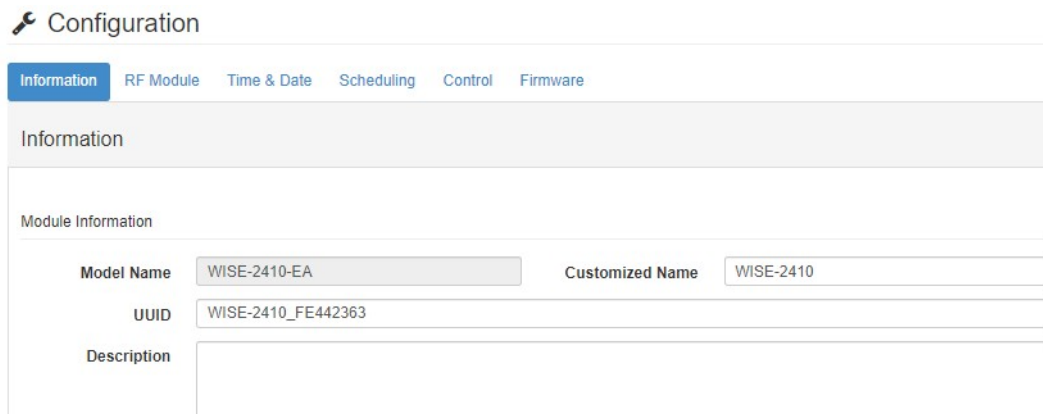 Configuration
Information RF Module Time & Date Scheduling Control Firmware
Information
Module Information
Model Name WISE-2410-EA Customized Name WISE-2410
UUID WISE-2410_FE442363
Description